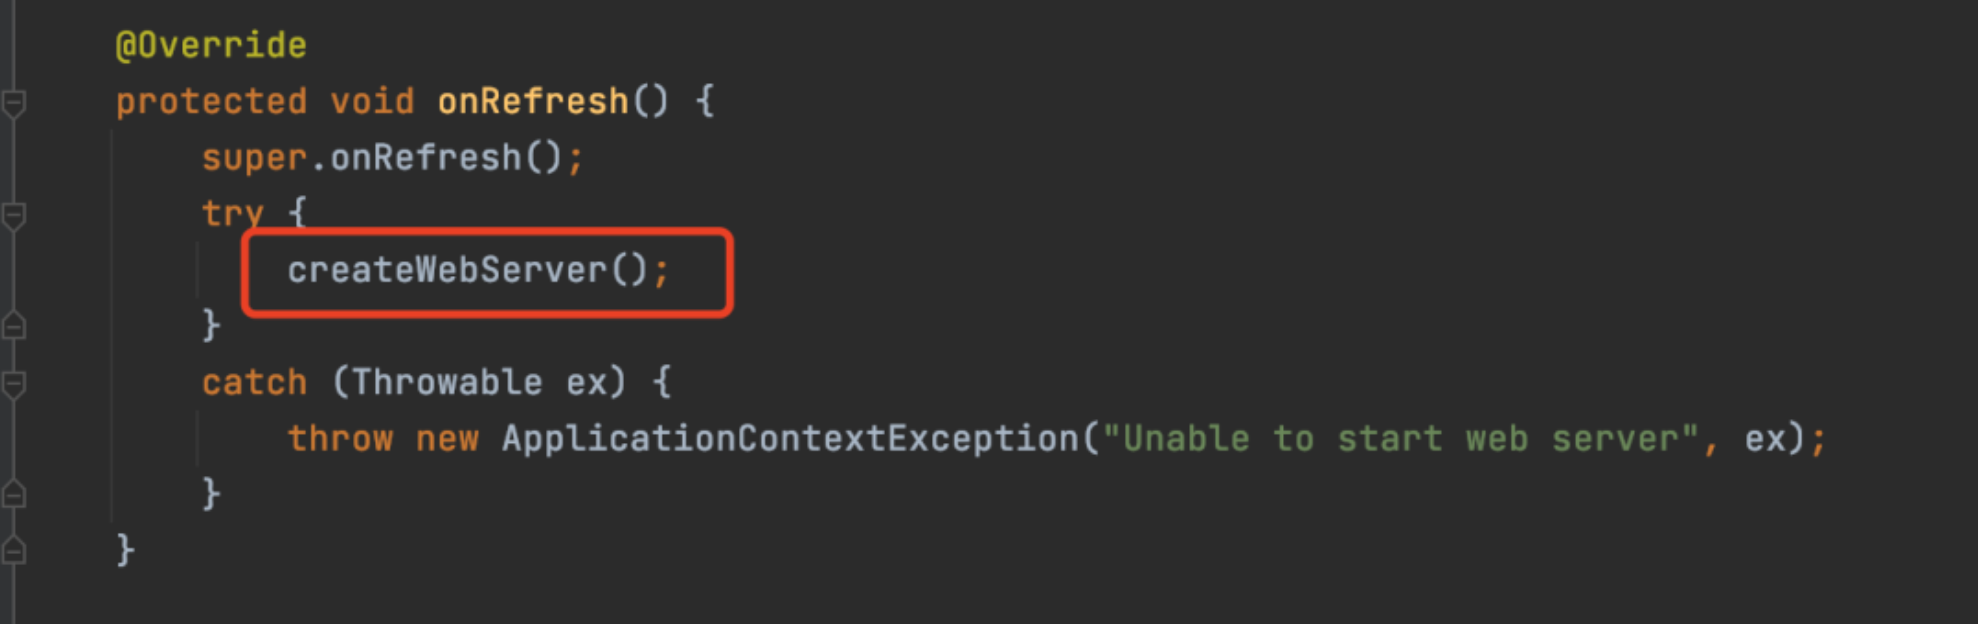 @Override
protected void onRefresh() {
super.onRefresh();
try {
createWebServer();
}
catch (Throwable ex) {
throw new ApplicationContextException("Unable to start web server", ex);
}
}